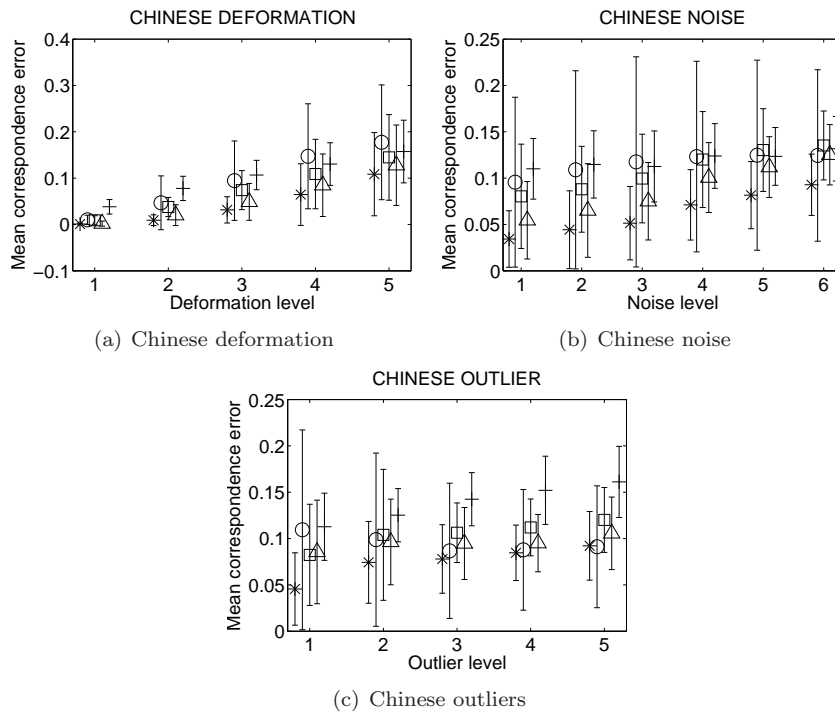 CHINESE DEFORMATION
Mean correspondence error
0.4
0.3
0.2
0.1
0
−0.1
1 2 3 4 5
Deformation level
(a) Chinese deformation
CHINESE NOISE
Mean correspondence error
0.25
0.2
0.15
0.1
0.05
0
1 2 3 4 5 6
Noise level
(b) Chinese noise
CHINESE OUTLIER
Mean correspondence error
0.25
0.2
0.15
0.1
0.05
0
1 2 3 4 5
Outlier level
(c) Chinese outliers